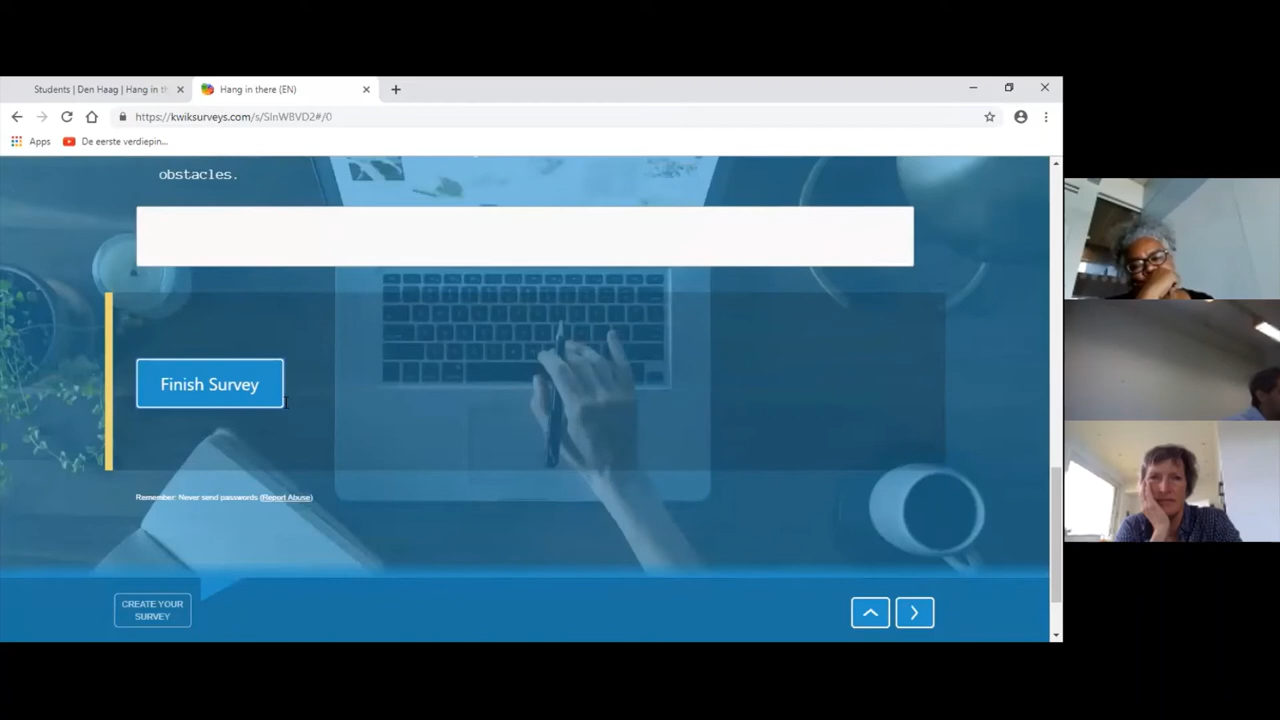 Students | Den Haag | Hang in th
Hang in there (EN)
https://kwiksurveys.com/s/SlnWBVD2#/0
Apps
De eerste verdiepin...
obstacles.
Finish Survey
Remember: Never send passwords (Report Abuse)
CREATE YOUR
SURVEY